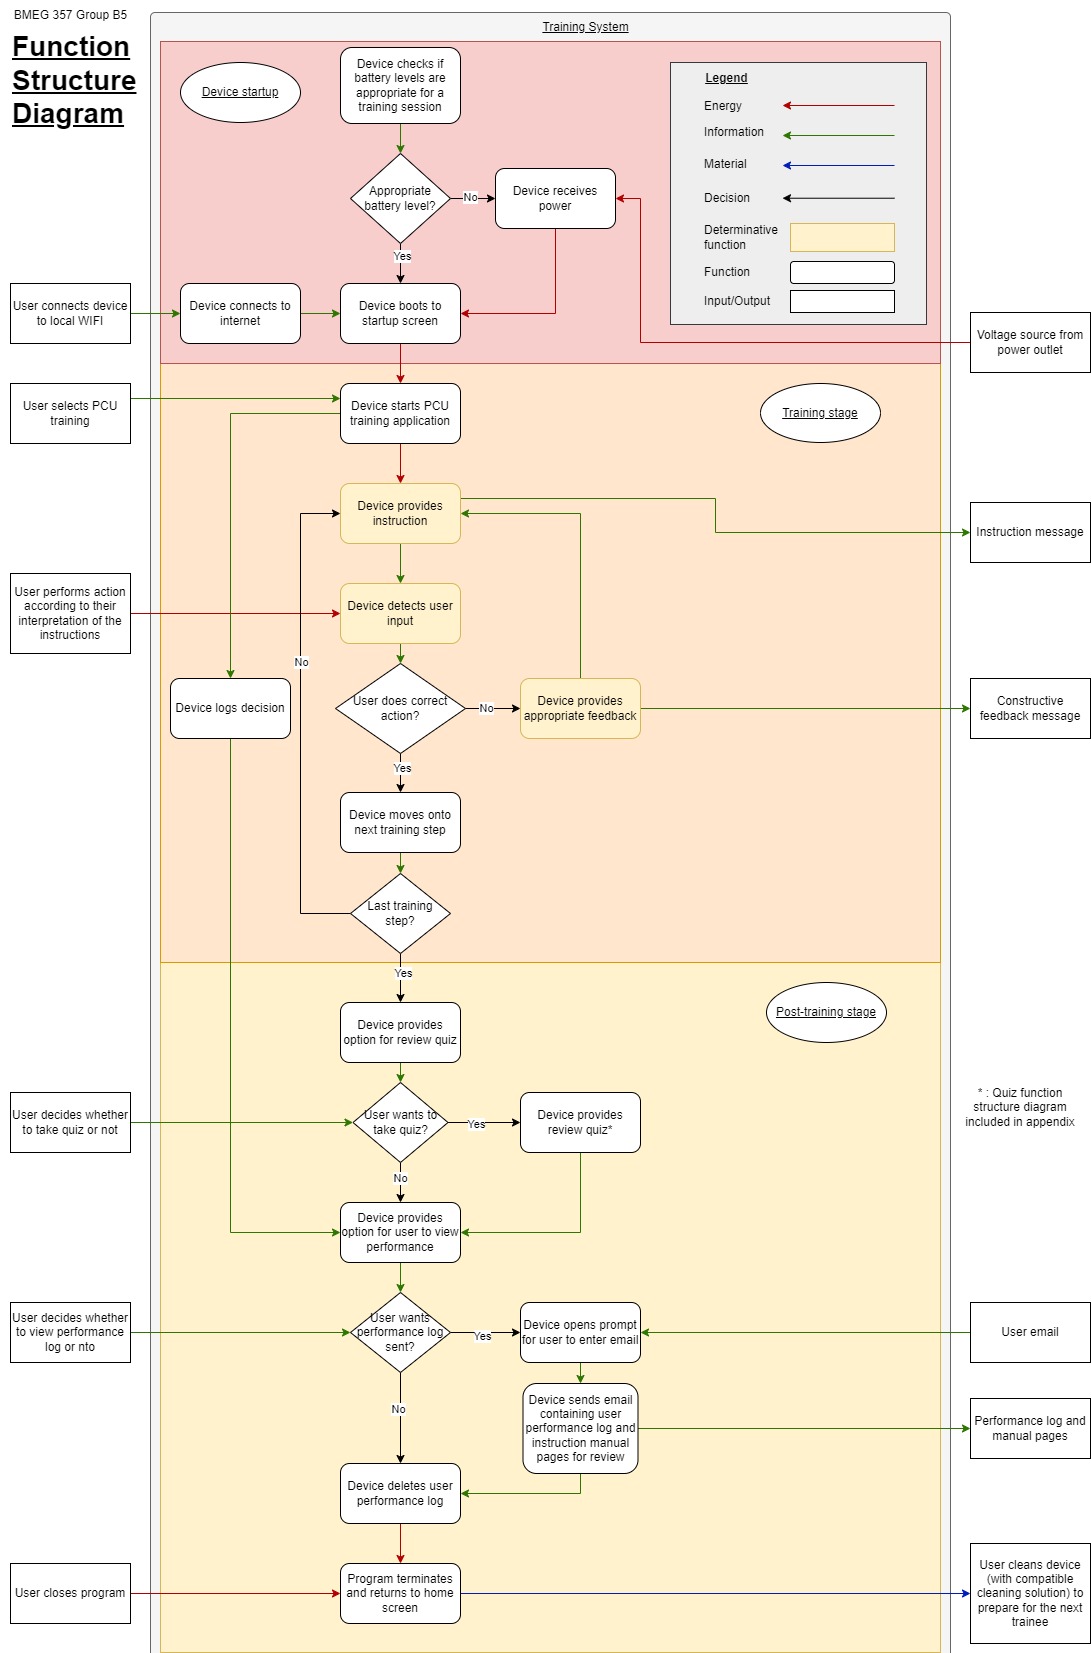 BMEG 357 Group B5
Function
Structure
Diagram
Training System
Device startup
Device checks if
battery levels are
appropriate for a
training session
Legend
Energy
Information
Material
Decision
Determinative
function
Function
Input/Output
Appropriate
battery level?
No
Device receives
power
Yes
User connects device
to local WIFI
Device connects to
internet
Device boots to
startup screen
Voltage source from
power outlet
User selects PCU
training
Device starts PCU
training application
Training stage
Device provides
instruction
Instruction message
User performs action
according to their
interpretation of the
instructions
Device detects user
input
No
Device logs decision
User does correct
action?
No
Device provides
appropriate feedback
Constructive
feedback message
Yes
Device moves onto
next training step
Last training
step?
Yes
Device provides
option for review quiz
Post-training stage
* : Quiz function
structure diagram
included in appendix
User decides whether
to take quiz or not
User wants to
take quiz?
Yes
Device provides
review quiz*
No
Device provides
option for user to view
performance
User decides whether
to view performance
log or nto
User wants
performance log
sent?
Yes
Device opens prompt
for user to enter email
User email
No
Device sends email
containing user
performance log and
instruction manual
pages for review
Performance log and
manual pages
Device deletes user
performance log
User closes program
Program terminates
and returns to home
screen
User cleans device
(with compatible
cleaning solution) to
prepare for the next
trainee